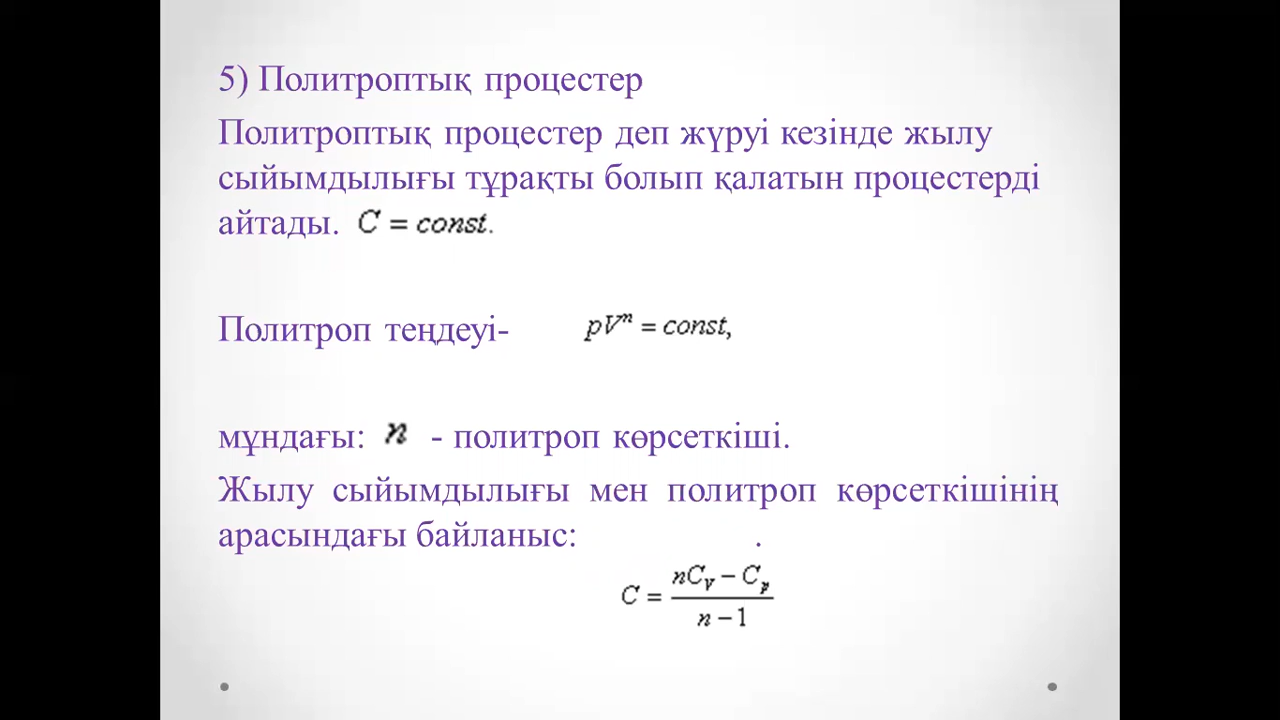 5) Политроптық процестер
Политроптық процестер деп жүруі кезінде жылу
сыйымдылығы тұрақты болып қалатын процестерді
айтады. C = const.
Политроп теңдеуі- pVⁿ = const,
мұндағы: n - политроп көрсеткіші.
Жылу сыйымдылығы мен политроп көрсеткішінің
арасындағы байланыс: .
C = (nC_V − C_p) / (n − 1)